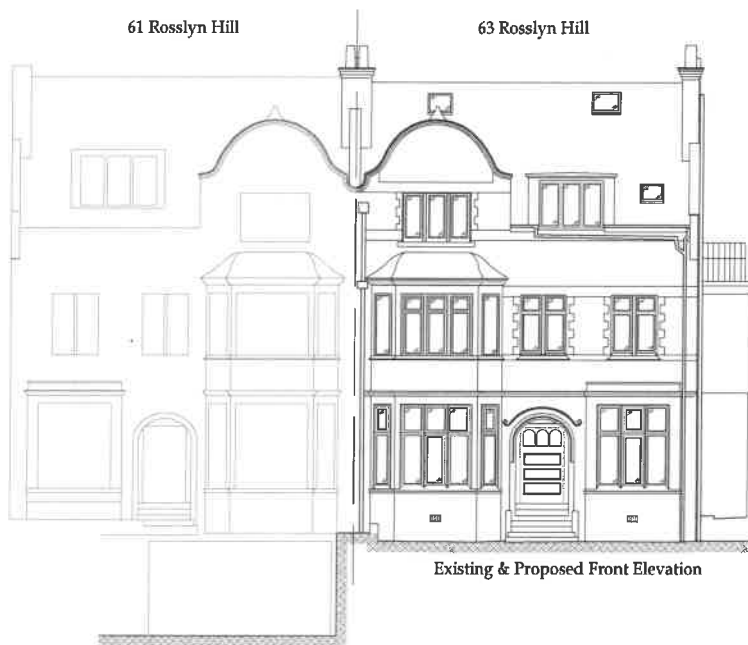 61 Rosslyn Hill
63 Rosslyn Hill
Existing & Proposed Front Elevation